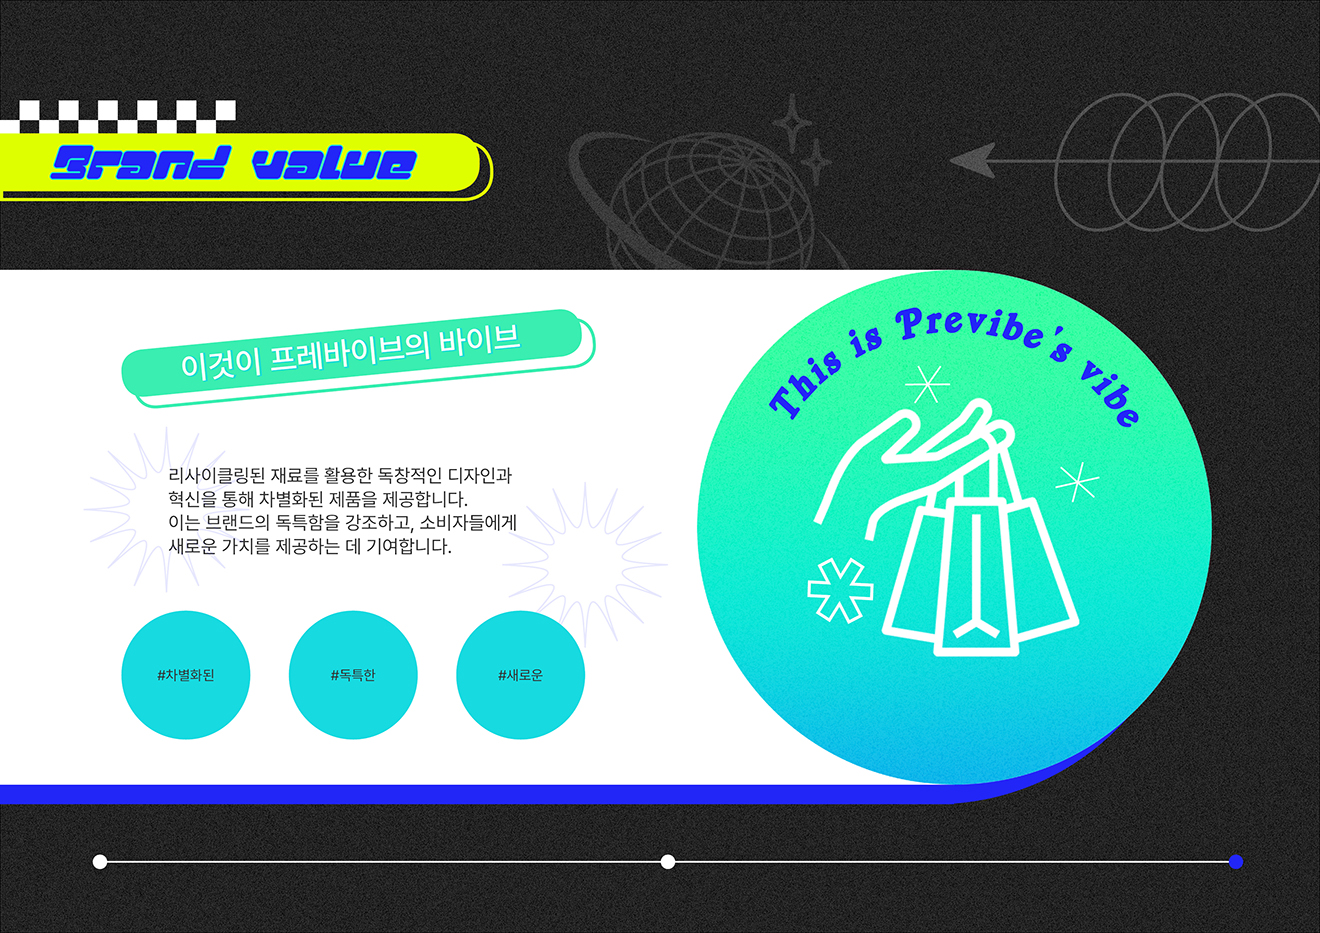 Brand value
이것이 프레바이브의 바이브
This is Previbe's vibe
리사이클링된 재료를 활용한 독창적인 디자인과
혁신을 통해 차별화된 제품을 제공합니다.
이는 브랜드의 독특함을 강조하고, 소비자들에게
새로운 가치를 제공하는 데 기여합니다.
#차별화된
#독특한
#새로운